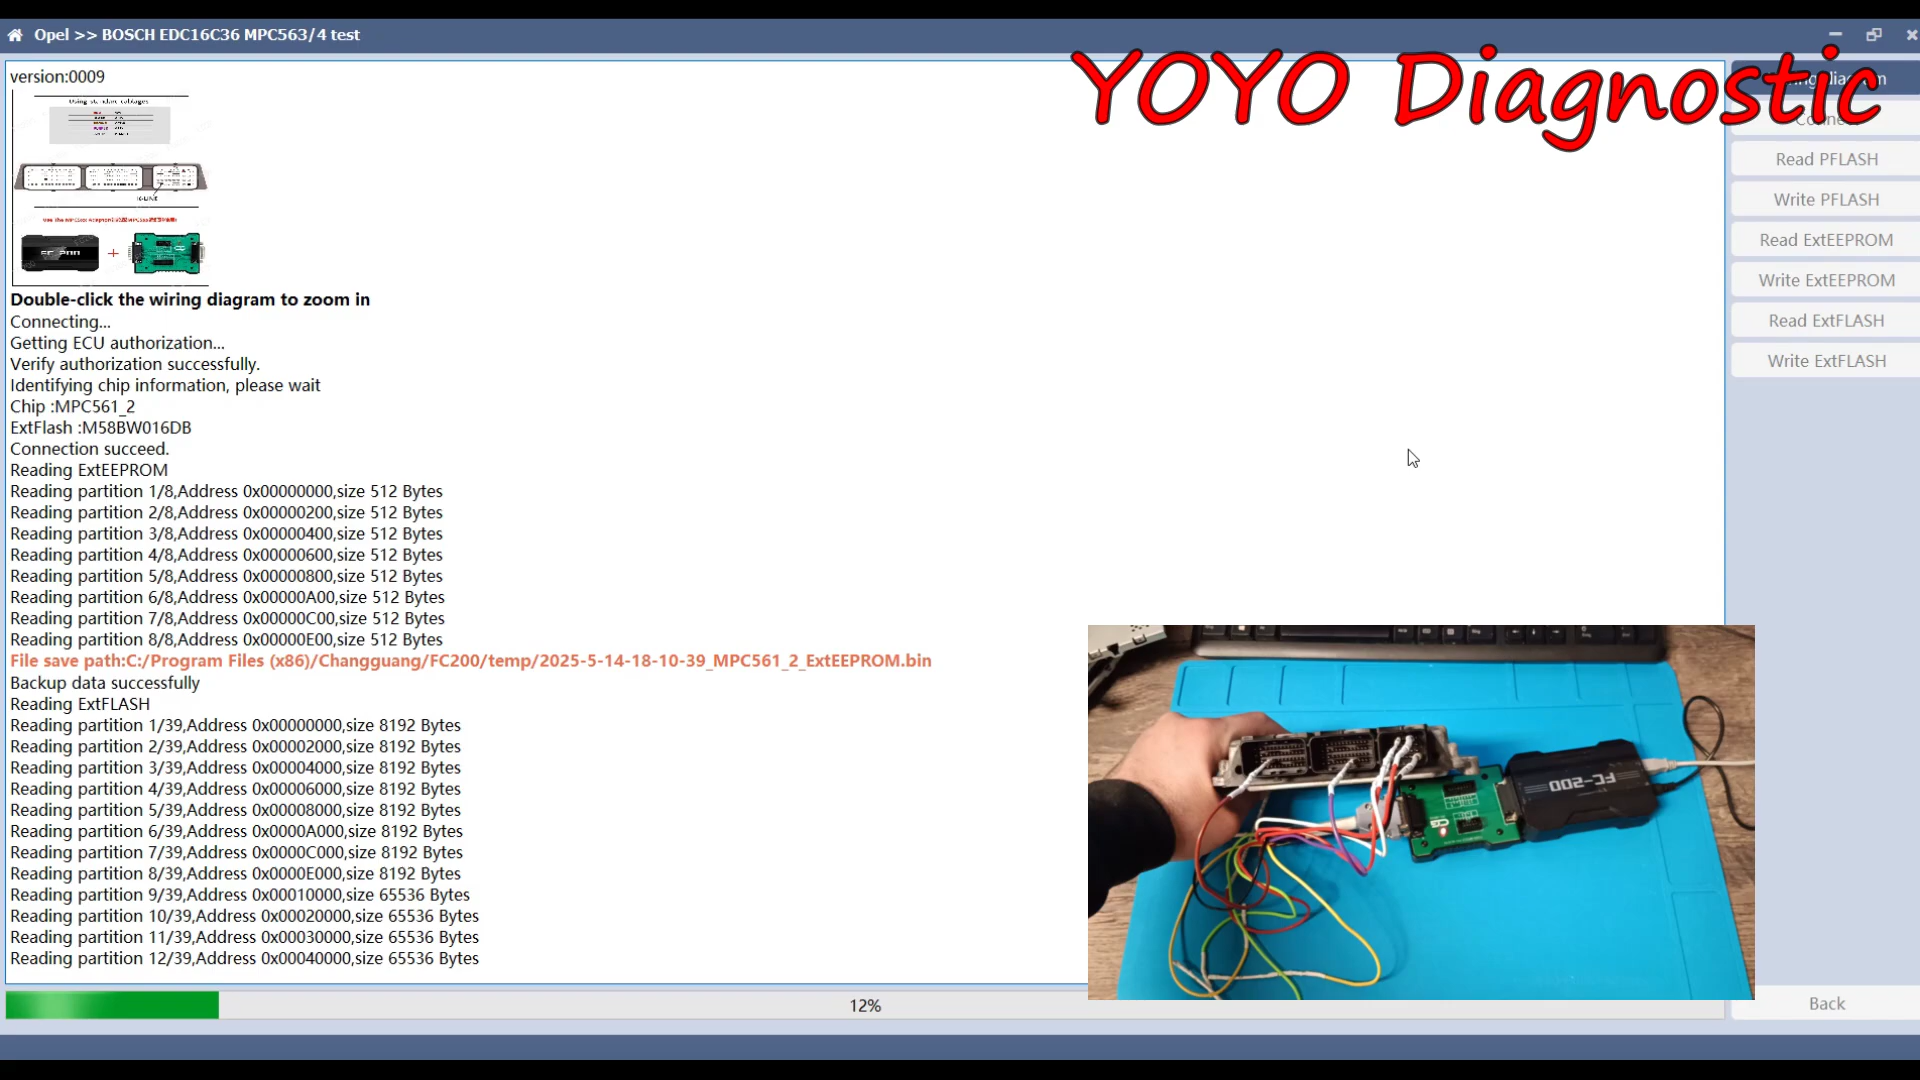 Opel >> BOSCH EDC16C36 MPC563/4 test
YOYO Diagnostic
version:0009
Using standard cablages
K-LINE
FC-200
Double-click the wiring diagram to zoom in
Connecting...
Getting ECU authorization...
Verify authorization successfully.
Identifying chip information, please wait
Chip :MPC561_2
ExtFlash :M58BW016DB
Connection succeed.
Reading ExtEEPROM
Reading partition 1/8,Address 0x00000000,size 512 Bytes
Reading partition 2/8,Address 0x00000200,size 512 Bytes
Reading partition 3/8,Address 0x00000400,size 512 Bytes
Reading partition 4/8,Address 0x00000600,size 512 Bytes
Reading partition 5/8,Address 0x00000800,size 512 Bytes
Reading partition 6/8,Address 0x00000A00,size 512 Bytes
Reading partition 7/8,Address 0x00000C00,size 512 Bytes
Reading partition 8/8,Address 0x00000E00,size 512 Bytes
File save path:C:/Program Files (x86)/Changguang/FC200/temp/2025-5-14-18-10-39_MPC561_2_ExtEEPROM.bin
Backup data successfully
Reading ExtFLASH
Reading partition 1/39,Address 0x00000000,size 8192 Bytes
Reading partition 2/39,Address 0x00002000,size 8192 Bytes
Reading partition 3/39,Address 0x00004000,size 8192 Bytes
Reading partition 4/39,Address 0x00006000,size 8192 Bytes
Reading partition 5/39,Address 0x00008000,size 8192 Bytes
Reading partition 6/39,Address 0x0000A000,size 8192 Bytes
Reading partition 7/39,Address 0x0000C000,size 8192 Bytes
Reading partition 8/39,Address 0x0000E000,size 8192 Bytes
Reading partition 9/39,Address 0x00010000,size 65536 Bytes
Reading partition 10/39,Address 0x00020000,size 65536 Bytes
Reading partition 11/39,Address 0x00030000,size 65536 Bytes
Reading partition 12/39,Address 0x00040000,size 65536 Bytes
12%
Read PFLASH
Write PFLASH
Read ExtEEPROM
Write ExtEEPROM
Read ExtFLASH
Write ExtFLASH
FC-200
CG
Back